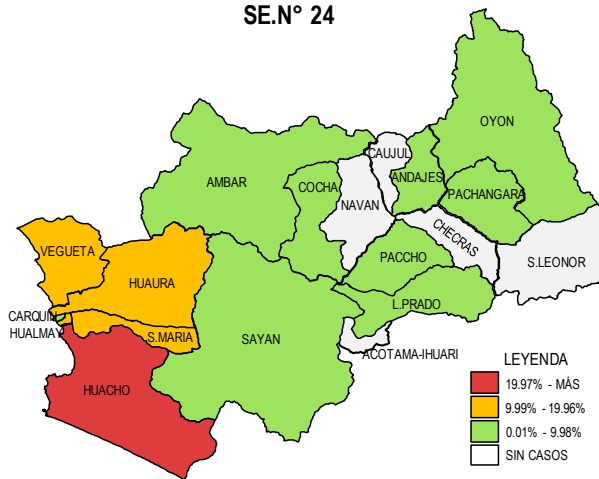 SE.N° 24
OYON
CAUJUL
ANDAJES
AMBAR
COCHA
PACHANGARA
NAVAN
CHECRAS
VEGUETA
PACCHO
S.LEONOR
HUAURA
L.PRADO
CARQUIN
HUALMAY
S.MARIA
SAYAN
ACOTAMA-IHUARI
HUACHO
LEYENDA
19.97% - MÁS
9.99% - 19.96%
0.01% - 9.98%
SIN CASOS